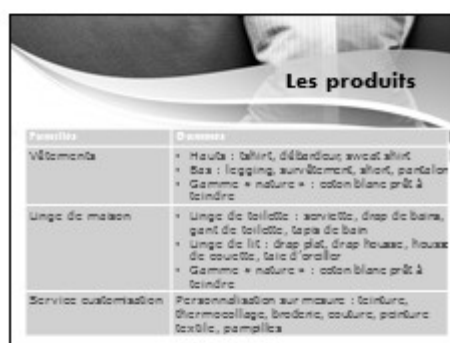 Les produits
Familles Gammes
Vêtements
• Hauts : tshirt, débardeur, sweat shirt
• Bas : legging, survêtement, short, pantalon
• Gamme « nature » : coton blanc prêt à
teindre
Linge de maison
• Linge de toilette : serviette, drap de bains,
gant de toilette, tapis de bain
• Linge de lit : drap plat, drap housse, housse
de couette, taie d'oreiller
• Gamme « nature » : coton blanc prêt à
teindre
Service customisation
Personnalisation sur mesure : teinture,
thermocollage, broderie, couture, peinture
textile, pampilles